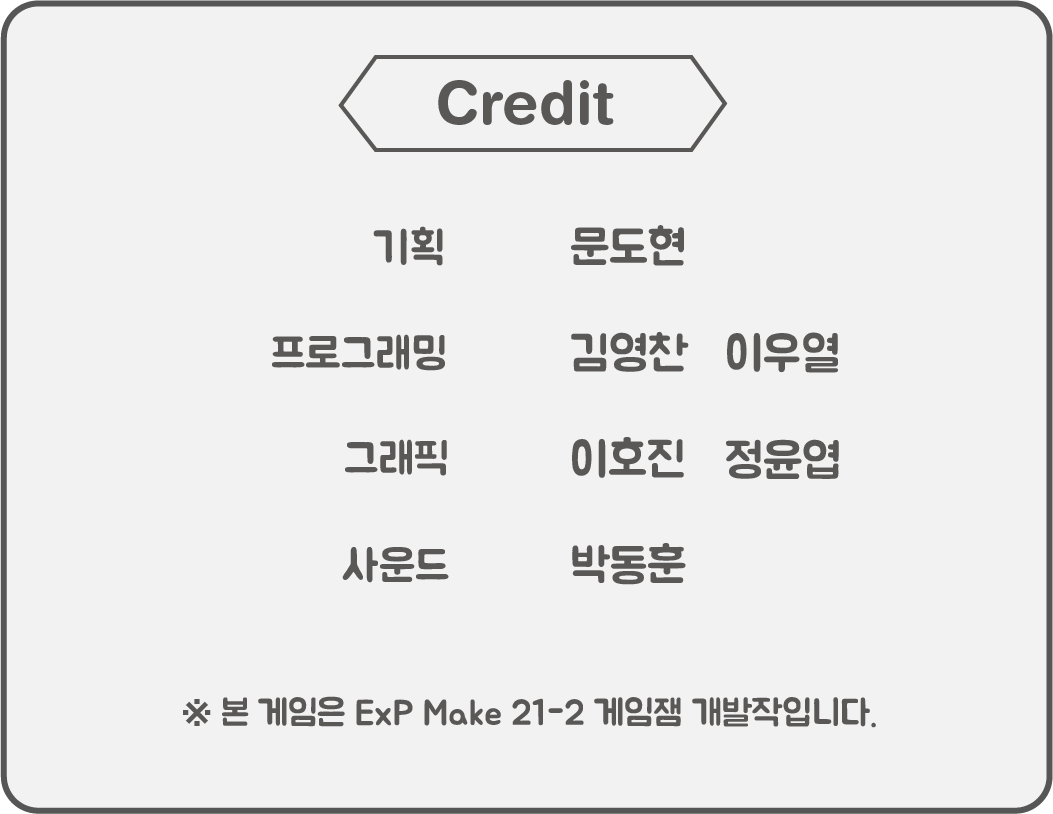 Credit
기획 문도현
프로그래밍 김영찬 이우열
그래픽 이호진 정윤엽
사운드 박동훈
※ 본 게임은 ExP Make 21-2 게임잼 개발작입니다.